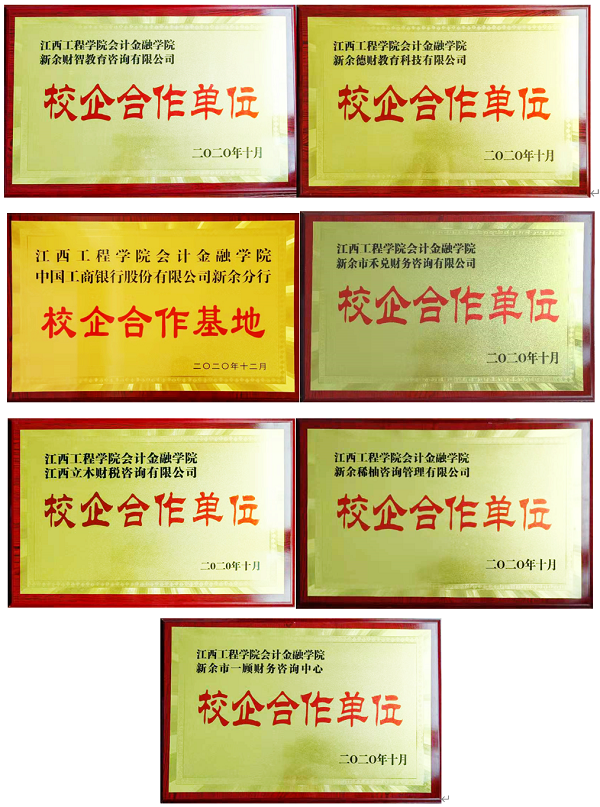 江西工程学院会计金融学院
新余财智教育咨询有限公司
校企合作单位
二〇二〇年十月
江西工程学院会计金融学院
新余德财教育科技有限公司
校企合作单位
二〇二〇年十月
江西工程学院会计金融学院
中国工商银行股份有限公司新余分行
校企合作基地
二〇二〇年十二月
江西工程学院会计金融学院
新余市禾兑财务咨询有限公司
校企合作单位
二〇二〇年十月
江西工程学院会计金融学院
江西立木财税咨询有限公司
校企合作单位
二〇二〇年十月
江西工程学院会计金融学院
新余稀柚咨询管理有限公司
校企合作单位
二〇二〇年十月
江西工程学院会计金融学院
新余市一顾财务咨询中心
校企合作单位
二〇二〇年十月